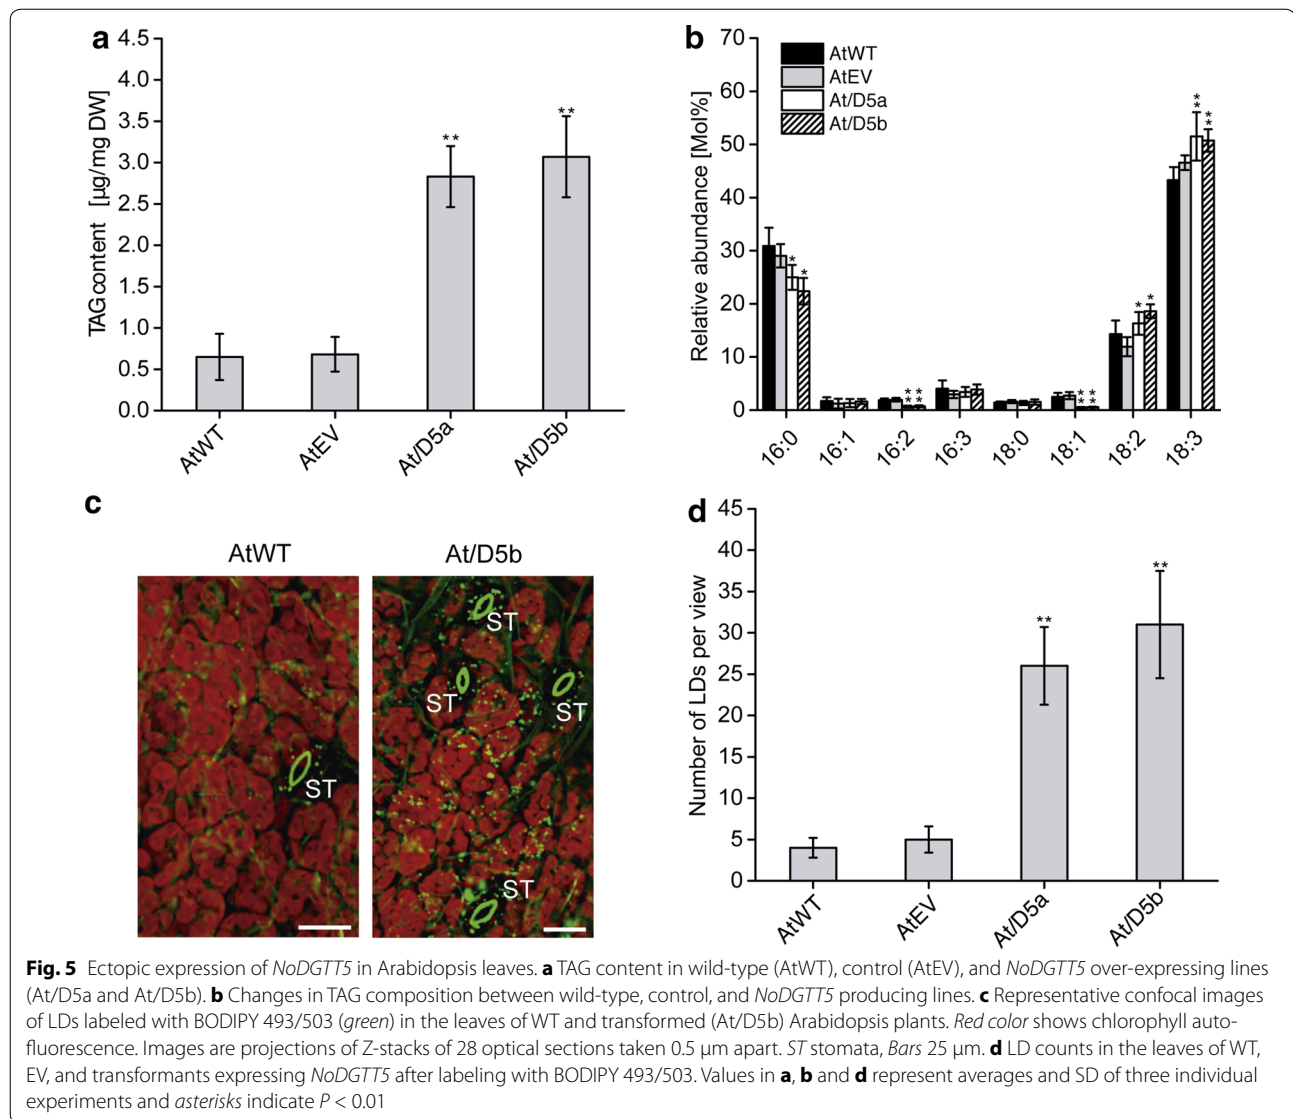 a
4.5
4.0
3.5
3.0
2.5
2.0
1.5
1.0
0.5
0.0
TAG content [µg/mg DW]
**
**
AtWT
AtEV
At/D5a
At/D5b
b
70
60
50
40
30
20
10
0
Relative abundance [Mol%]
AtWT
AtEV
At/D5a
At/D5b
*
*
**
**
**
**
*
*
**
**
16:0
16:1
16:2
16:3
18:0
18:1
18:2
18:3
c
AtWT
At/D5b
ST
ST
ST
ST
ST
d
45
40
35
30
25
20
15
10
5
0
Number of LDs per view
**
**
AtWT
AtEV
At/D5a
At/D5b
Fig. 5 Ectopic expression of NoDGTT5 in Arabidopsis leaves. a TAG content in wild-type (AtWT), control (AtEV), and NoDGTT5 over-expressing lines
(At/D5a and At/D5b). b Changes in TAG composition between wild-type, control, and NoDGTT5 producing lines. c Representative confocal images
of LDs labeled with BODIPY 493/503 (green) in the leaves of WT and transformed (At/D5b) Arabidopsis plants. Red color shows chlorophyll auto-
fluorescence. Images are projections of Z-stacks of 28 optical sections taken 0.5 µm apart. ST stomata, Bars 25 µm. d LD counts in the leaves of WT,
EV, and transformants expressing NoDGTT5 after labeling with BODIPY 493/503. Values in a, b and d represent averages and SD of three individual
experiments and asterisks indicate P < 0.01